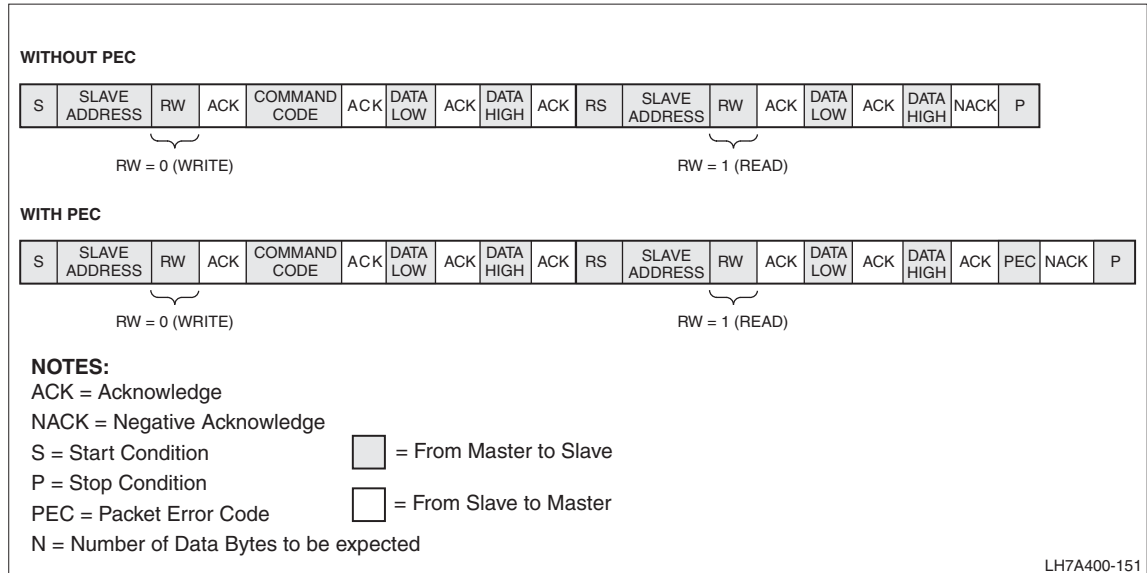 WITHOUT PEC
S SLAVE ADDRESS RW ACK COMMAND CODE ACK DATA LOW ACK DATA HIGH ACK RS SLAVE ADDRESS RW ACK DATA LOW ACK DATA HIGH NACK P
RW = 0 (WRITE) RW = 1 (READ)
WITH PEC
S SLAVE ADDRESS RW ACK COMMAND CODE ACK DATA LOW ACK DATA HIGH ACK RS SLAVE ADDRESS RW ACK DATA LOW ACK DATA HIGH ACK PEC NACK P
RW = 0 (WRITE) RW = 1 (READ)
NOTES:
ACK = Acknowledge
NACK = Negative Acknowledge
S = Start Condition
P = Stop Condition
PEC = Packet Error Code
N = Number of Data Bytes to be expected
= From Master to Slave
= From Slave to Master
LH7A400-151